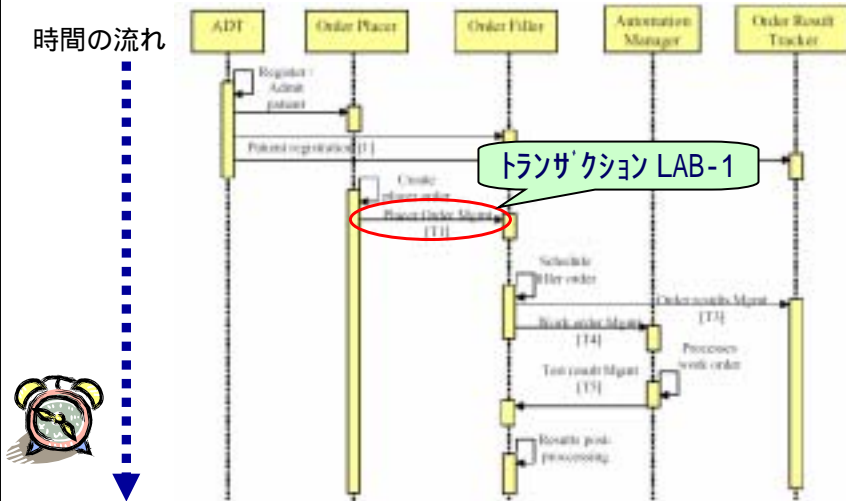 時間の流れ
ADT
Order Placer
Order Filler
Automation
Manager
Order Result
Tracker
Register /
Admit
patient
Patient registration [1]
トランザクション LAB-1
Create
placer order
Placer Order Mgmt
[T1]
Schedule
filler order
Order results Mgmt
[T3]
Work order Mgmt
[T4]
Processes
work order
Test result Mgmt
[T5]
Results post-
processing